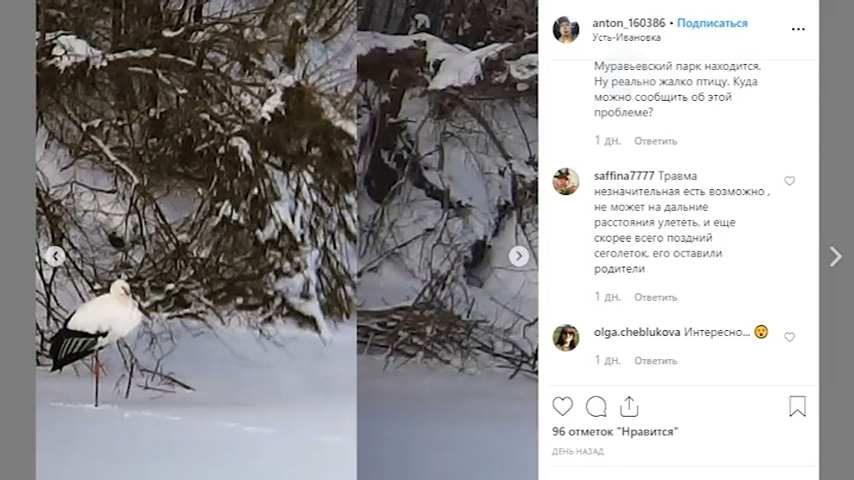 anton_160386 • Подписаться
Усть-Ивановка
Муравьевский парк находится.
Ну реально жалко птицу. Куда
можно сообщить об этой
проблеме?
1 дн. Ответить
saffina7777 Травма
незначительная есть возможно ,
не может на дальние
расстояния улететь, и еще
скорее всего поздний
сеголеток, его оставили
родители
1 дн. Ответить
olga.cheblukova Интересно... 😲
1 дн. Ответить
96 отметок "Нравится"
ДЕНЬ НАЗАД